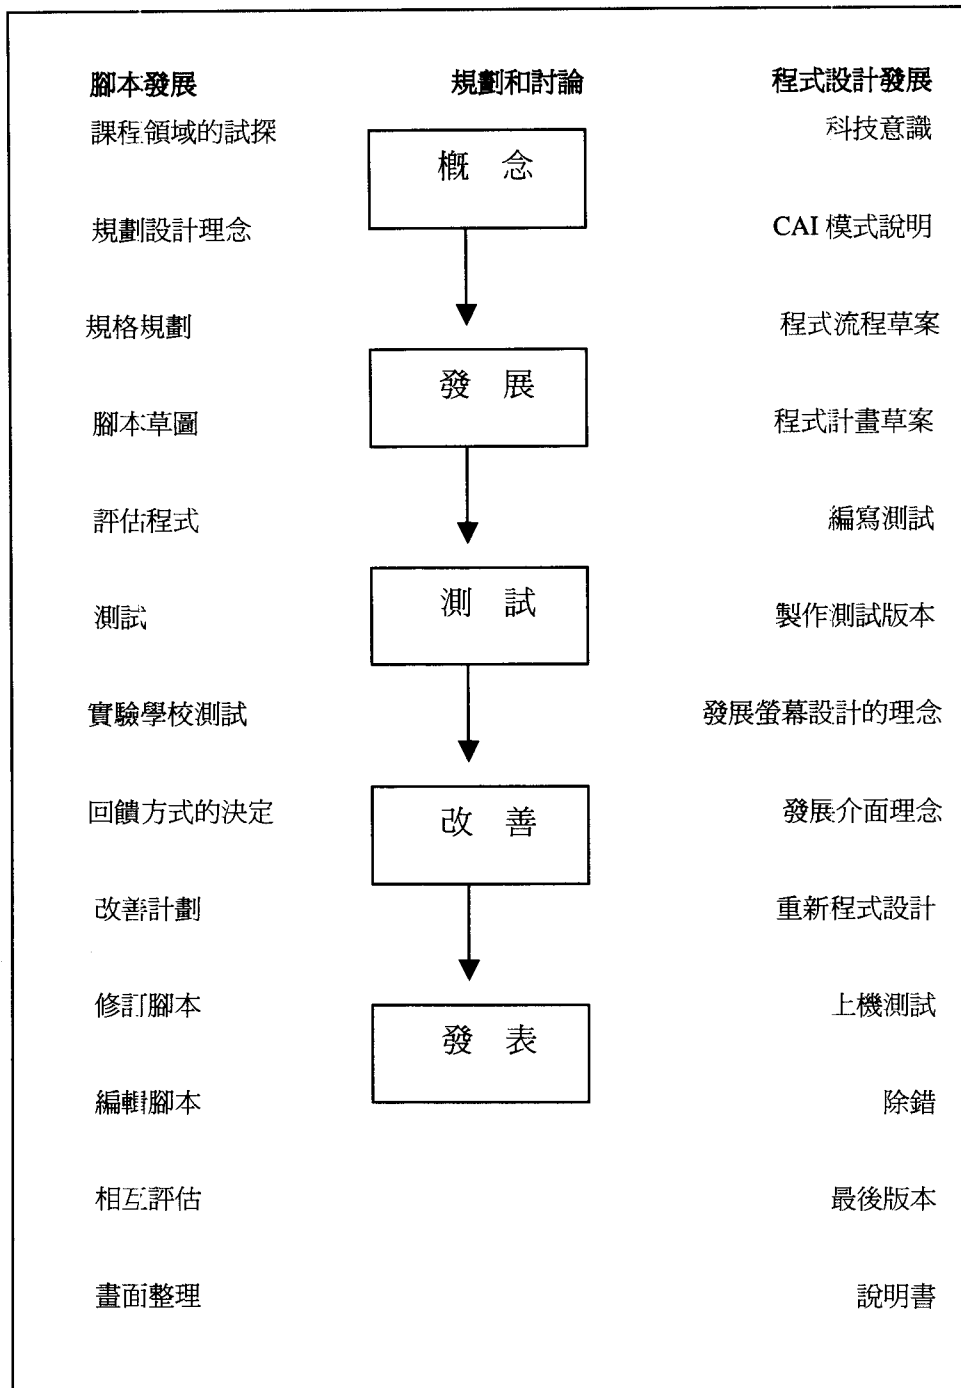 腳本發展 規劃和討論 程式設計發展
課程領域的試探 概 念 科技意識
規劃設計理念 CAI 模式說明
規格規劃 程式流程草案
發 展
腳本草圖 程式計畫草案
評估程式 編寫測試
測試 測 試 製作測試版本
實驗學校測試 發展螢幕設計的理念
回饋方式的決定 改 善 發展介面理念
改善計劃 重新程式設計
修訂腳本 上機測試
發 表
編輯腳本 除錯
相互評估 最後版本
畫面整理 說明書